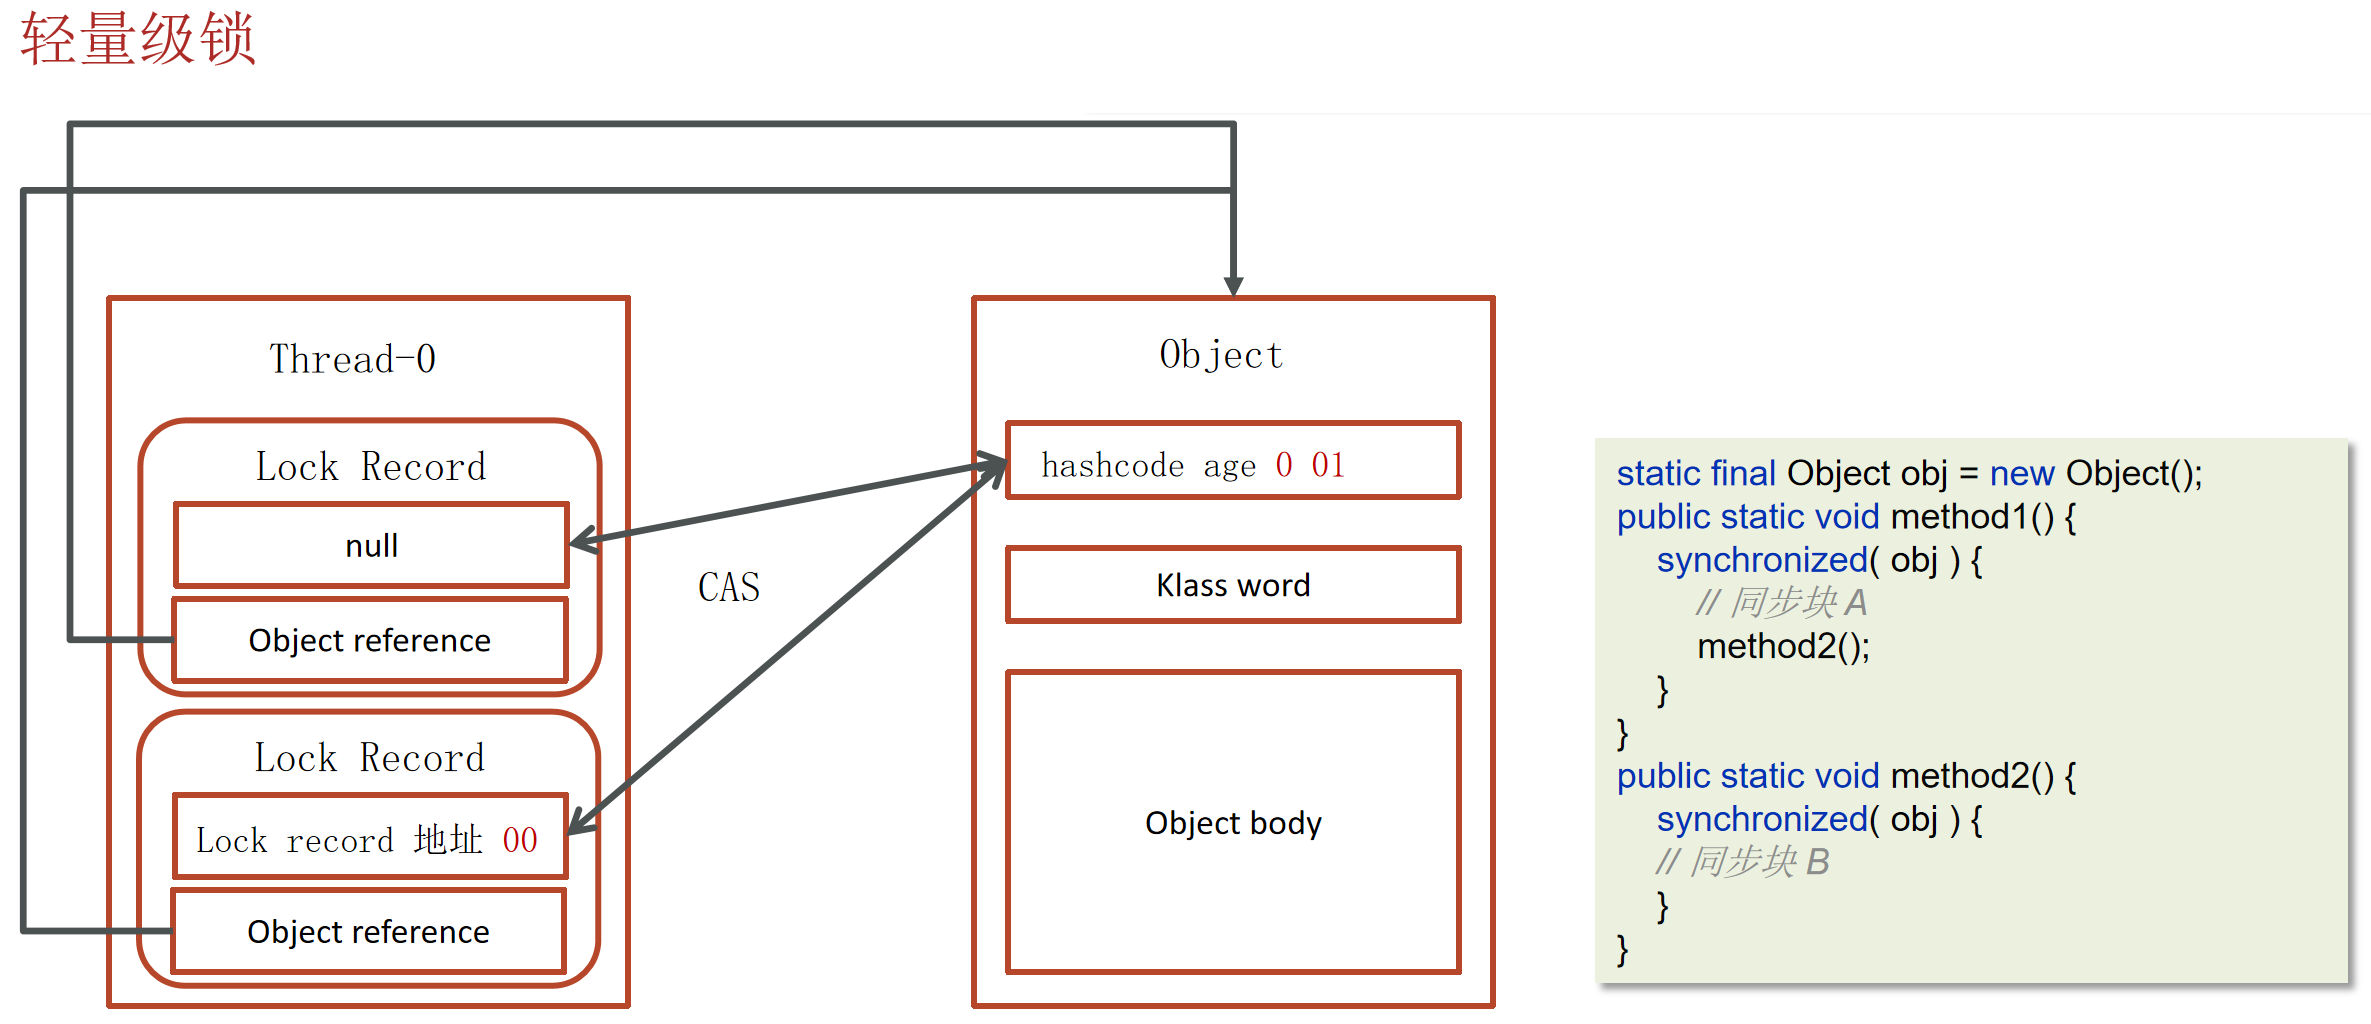 轻量级锁
Thread-0
Lock Record
null
Object reference
Lock Record
Lock record 地址 00
Object reference
CAS
Object
hashcode age 0 01
Klass word
Object body
static final Object obj = new Object();
public static void method1() {
synchronized( obj ) {
// 同步块 A
method2();
}
}
public static void method2() {
synchronized( obj ) {
// 同步块 B
}
}